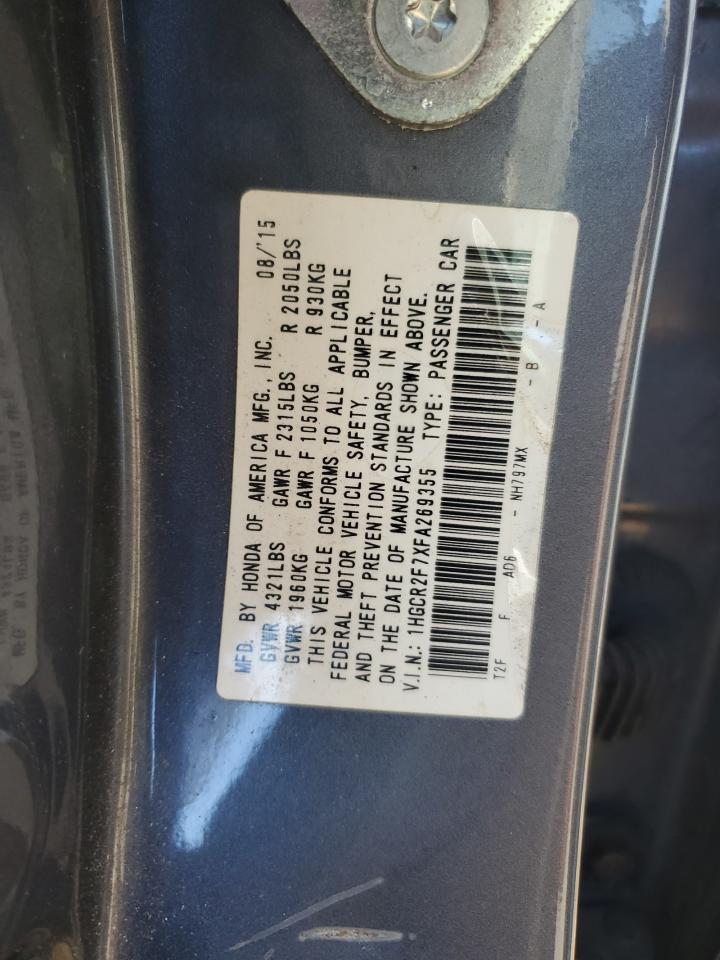 MFD. BY HONDA OF AMERICA MFG., INC. 08/'15
GVWR 4321LBS GAWR F 2315LBS R 2050LBS
GVWR 1960KG GAWR F 1050KG R 930KG
THIS VEHICLE CONFORMS TO ALL APPLICABLE
FEDERAL MOTOR VEHICLE SAFETY, BUMPER,
AND THEFT PREVENTION STANDARDS IN EFFECT
ON THE DATE OF MANUFACTURE SHOWN ABOVE.
V.I.N.: 1HGCR2F7XFA269355 TYPE: PASSENGER CAR
T2F F AD6 - NH797MX - B - A